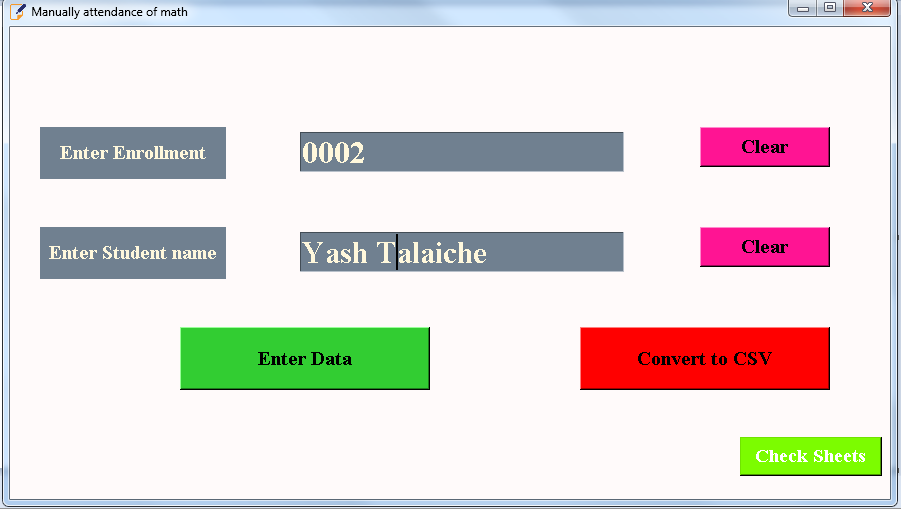 Manually attendance of math
Enter Enrollment
0002
Clear
Enter Student name
Yash Talaiche
Clear
Enter Data
Convert to CSV
Check Sheets